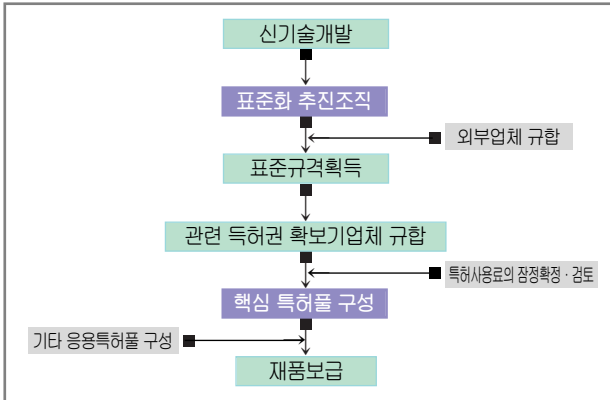 신기술개발
표준화 추진조직
외부업체 규합
표준규격획득
관련 득허권 확보기업체 규합
특허사용료의 잠정확정 · 검토
핵심 특허풀 구성
기타 응용특허풀 구성
재품보급